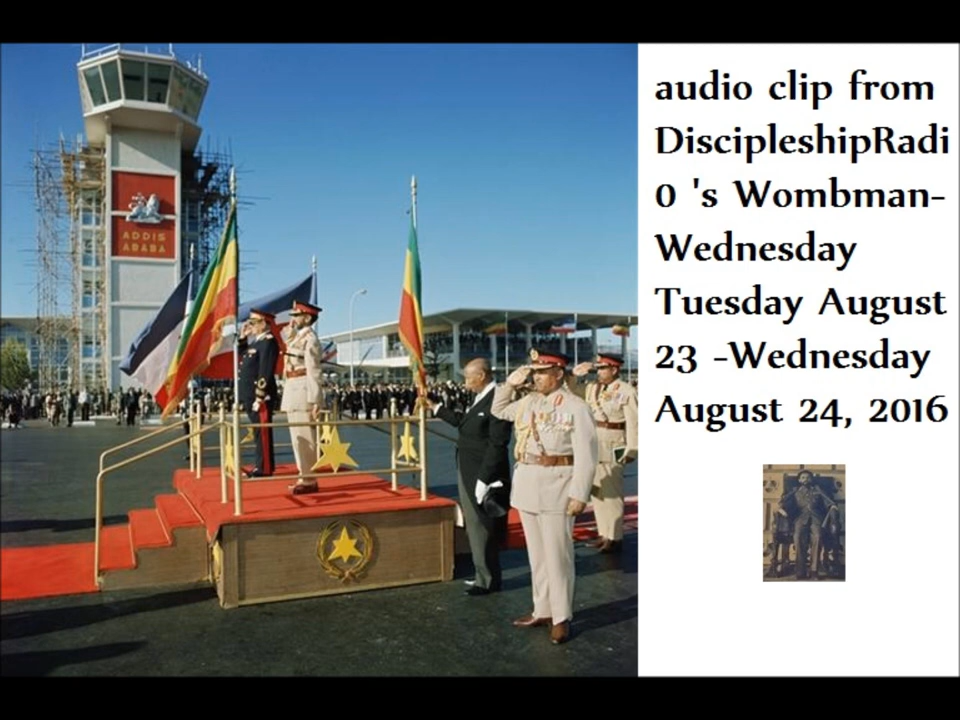 ADDIS
ABABA
audio clip from
DiscipleshipRadi
0 's Wombman-
Wednesday
Tuesday August
23 -Wednesday
August 24, 2016